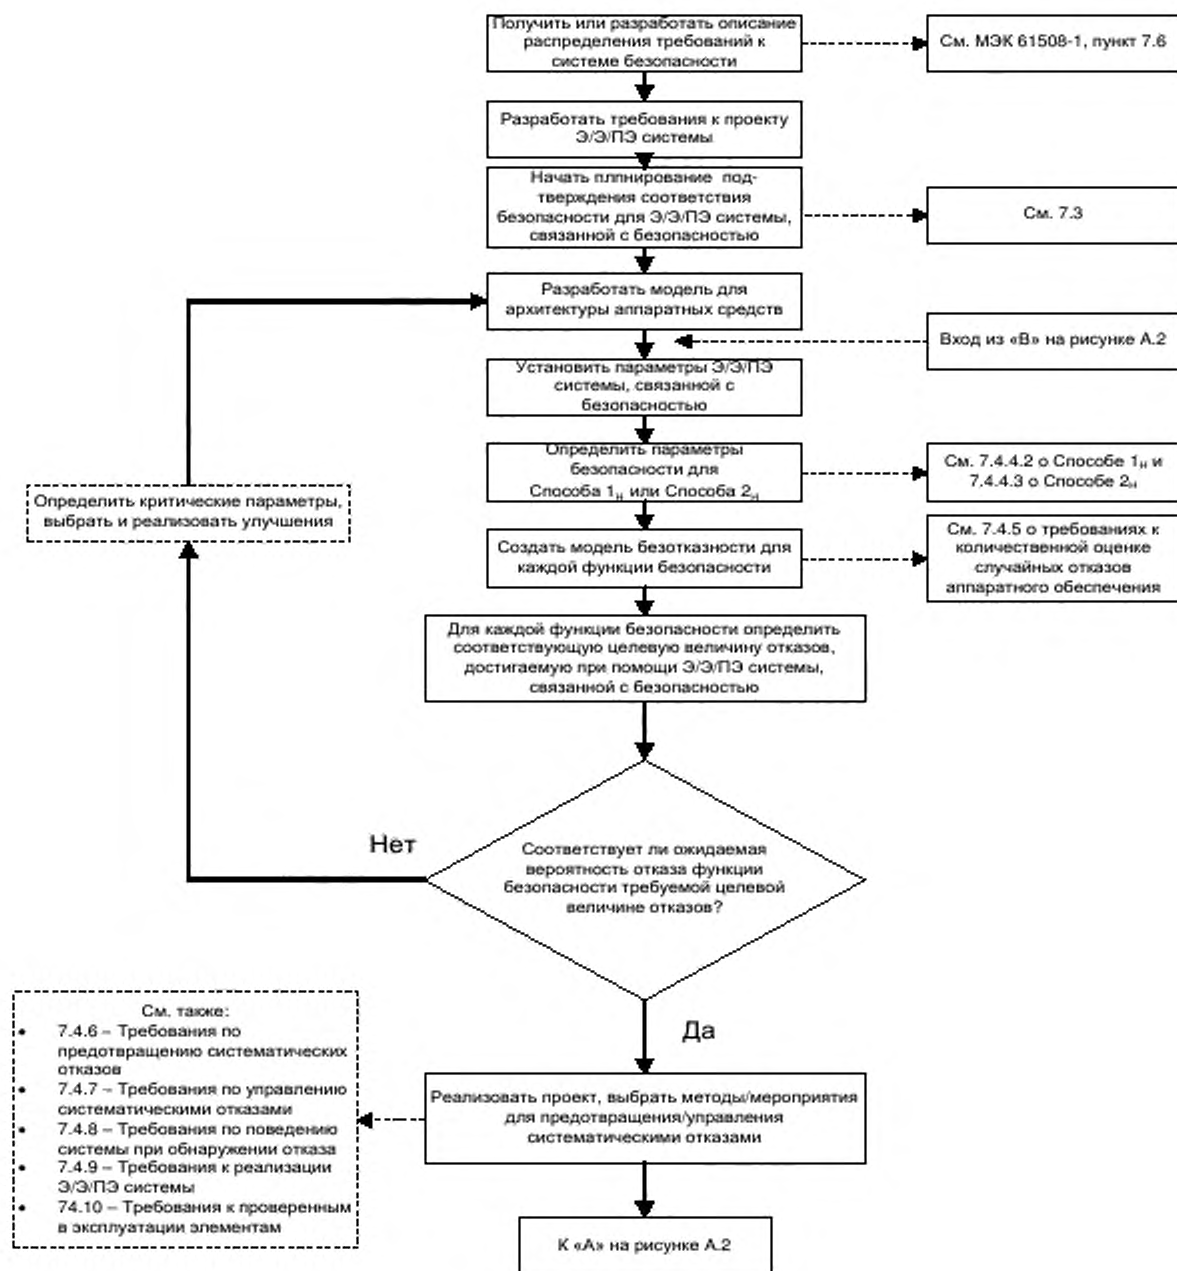 Получить или разработать описание
распределения требований к
системе безопасности
См. МЭК 61508-1, пункт 7.6
Разработать требования к проекту
Э/Э/ПЭ системы
Начать плпнирование под-
тверждения соответствия
безопасности для Э/Э/ПЭ системы,
связанной с безопасностью
См. 7.3
Разработать модель для
архитектуры аппаратных средств
Вход из «В» на рисунке А.2
Установить параметры Э/Э/ПЭ
системы, связанной с
безопасностью
Определить параметры
безопасности для
Способа 1н или Способа 2н
См. 7.4.4.2 о Способе 1н и
7.4.4.3 о Способе 2н
Определить критические параметры,
выбрать и реализовать улучшения
Создать модель безотказности для
каждой функции безопасности
См. 7.4.5 о требованиях к
количественной оценке
случайных отказов
аппаратного обеспечения
Для каждой функции безопасности определить
соответствующую целевую величину отказов,
достигаемую при помощи Э/Э/ПЭ системы,
связанной с безопасностью
Нет
Соответствует ли ожидаемая
вероятность отказа функции
безопасности требуемой целевой
величине отказов?
Да
См. также:
• 7.4.6 – Требования по
предотвращению систематических
отказов
• 7.4.7 – Требования по управлению
систематическими отказами
• 7.4.8 – Требования по поведению
системы при обнаружении отказа
• 7.4.9 – Требования к реализации
Э/Э/ПЭ системы
• 74.10 – Требования к проверенным
в эксплуатации элементам
Реализовать проект, выбрать методы/мероприятия
для предотвращения/управления
систематическими отказами
К «А» на рисунке А.2